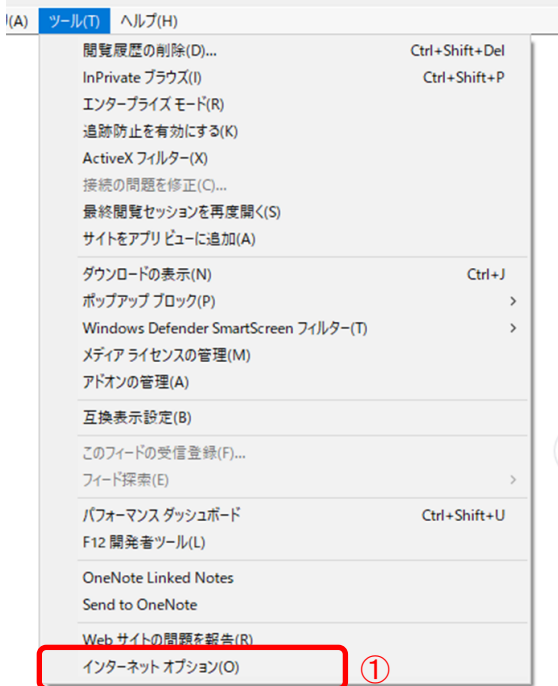 (A) ツール(T) ヘルプ(H)
閲覧履歴の削除(D)... Ctrl+Shift+Del
InPrivate ブラウズ(I) Ctrl+Shift+P
エンタープライズ モード(R)
追跡防止を有効にする(K)
ActiveX フィルター(X)
接続の問題を修正(C)...
最終閲覧セッションを再度開く(S)
サイトをアプリ ビューに追加(A)
ダウンロードの表示(N) Ctrl+J
ポップアップ ブロック(P)
Windows Defender SmartScreen フィルター(T)
メディア ライセンスの管理(M)
アドオンの管理(A)
互換表示設定(B)
このフィードの受信登録(F)...
フィード探索(E)
パフォーマンス ダッシュボード Ctrl+Shift+U
F12 開発者ツール(L)
OneNote Linked Notes
Send to OneNote
Web サイトの問題を報告(R)
インターネット オプション(O) ①